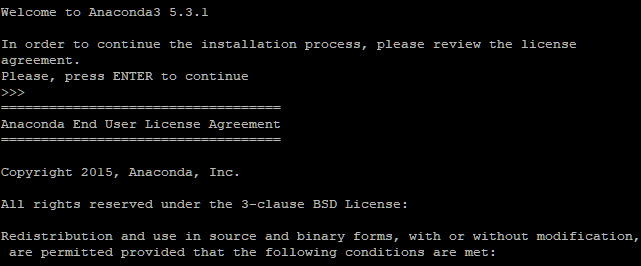 Welcome to Anaconda3 5.3.1
In order to continue the installation process, please review the license
agreement.
Please, press ENTER to continue
>>>
===================================
Anaconda End User License Agreement
===================================
Copyright 2015, Anaconda, Inc.
All rights reserved under the 3-clause BSD License:
Redistribution and use in source and binary forms, with or without modification,
are permitted provided that the following conditions are met: